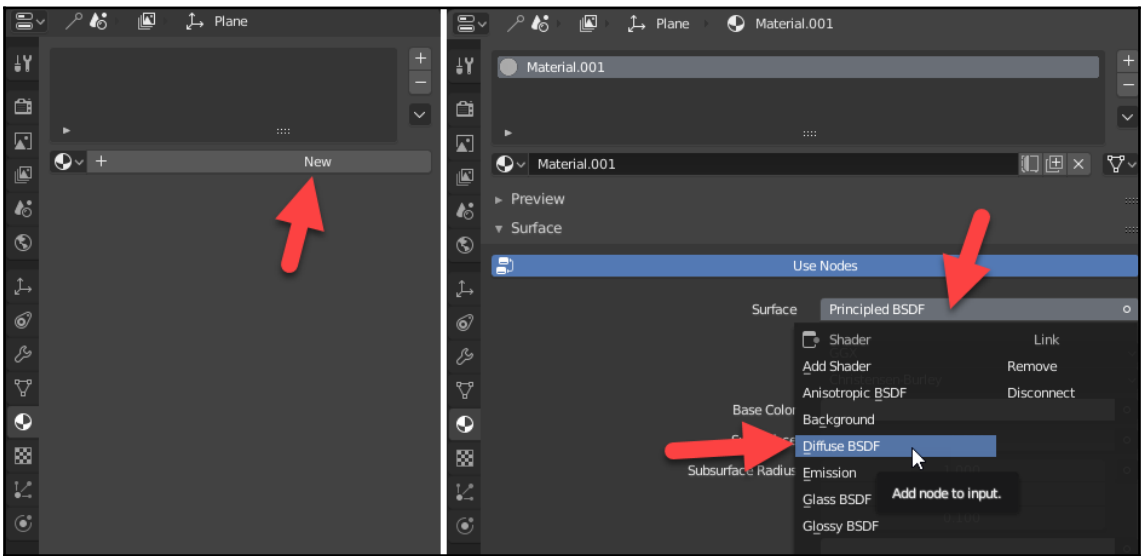 Plane
+
−
+ New
Plane
Material.001
Material.001
+
−
Material.001
Preview
Surface
Use Nodes
Surface Principled BSDF
Shader Link
Add Shader Remove
Christensen-Burley
Anisotropic BSDF Disconnect
Base Color
Background
Diffuse BSDF
Subsurface Radius Emission
Glass BSDF Add node to input.
Glossy BSDF